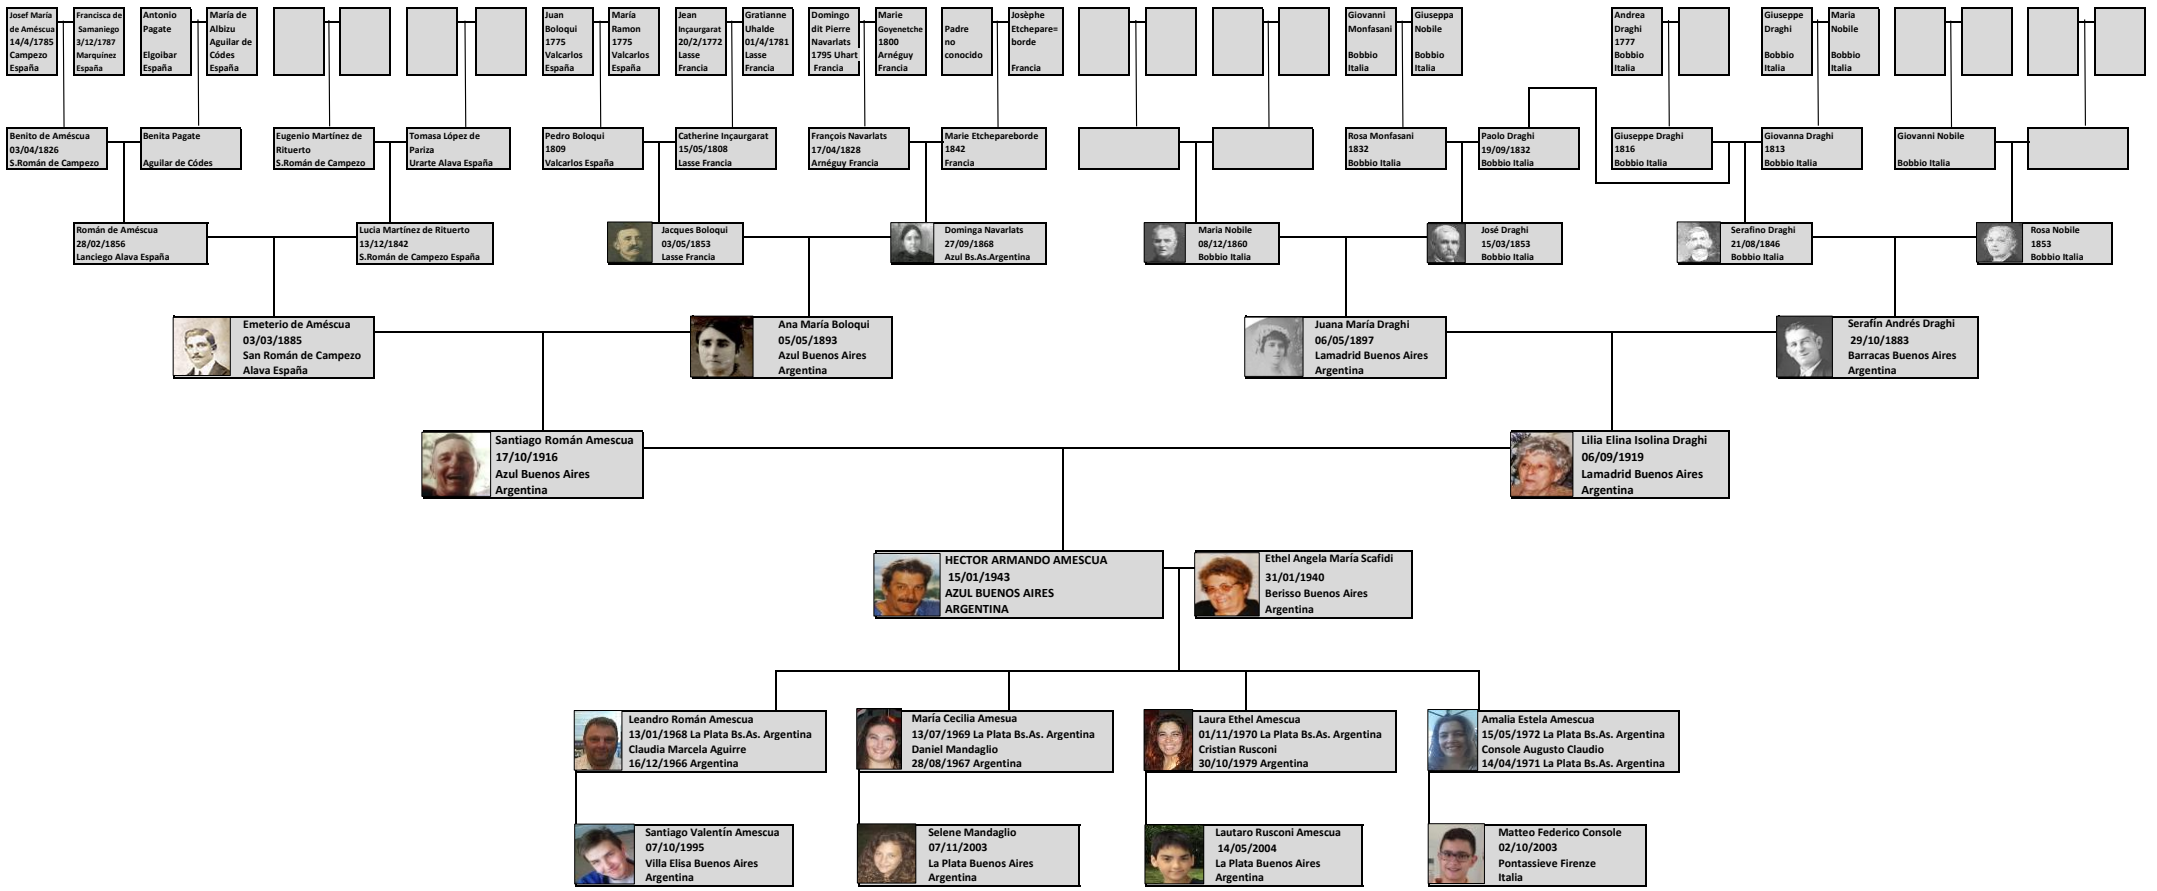 Josef María
de Améscua
14/4/1785
Campezo
España
Francisca de
Samaniego
3/12/1787
Marquínez
España
Antonio
Pagate
Elgoibar
España
María de
Albizu
Aguilar de
Códes
España
Juan
Boloqui
1775
Valcarlos
España
María
Ramon
1775
Valcarlos
España
Jean
Inçaurgarat
20/2/1772
Lasse
Francia
Gratianne
Uhalde
01/4/1781
Lasse
Francia
Domingo
dit Pierre
Navarlats
1795 Uhart
Francia
Marie
Goyenetche
1800
Arnéguy
Francia
Padre
no
conocido
Josèphe
Etchepare=
borde
Francia
Giovanni
Monfasani
Bobbio
Italia
Giuseppa
Nobile
Bobbio
Italia
Andrea
Draghi
1777
Bobbio
Italia
Giuseppe
Draghi
Bobbio
Italia
Maria
Nobile
Bobbio
Italia
Benito de Améscua
03/04/1826
S.Román de Campezo
Benita Pagate
Aguilar de Códes
Eugenio Martínez de
Rituerto
S.Román de Campezo
Tomasa López de
Pariza
Urarte Alava España
Pedro Boloqui
1809
Valcarlos España
Catherine Inçaurgarat
15/05/1808
Lasse Francia
François Navarlats
17/04/1828
Arnéguy Francia
Marie Etchepareborde
1842
Francia
Rosa Monfasani
1832
Bobbio Italia
Paolo Draghi
19/09/1832
Bobbio Italia
Giuseppe Draghi
1816
Bobbio Italia
Giovanna Draghi
1813
Bobbio Italia
Giovanni Nobile
Bobbio Italia
Román de Améscua
28/02/1856
Lanciego Alava España
Lucia Martínez de Rituerto
13/12/1842
S.Román de Campezo España
Jacques Boloqui
03/05/1853
Lasse Francia
Dominga Navarlats
27/09/1868
Azul Bs.As.Argentina
Maria Nobile
08/12/1860
Bobbio Italia
José Draghi
15/03/1853
Bobbio Italia
Serafino Draghi
21/08/1846
Bobbio Italia
Rosa Nobile
1853
Bobbio Italia
Emeterio de Améscua
03/03/1885
San Román de Campezo
Alava España
Ana María Boloqui
05/05/1893
Azul Buenos Aires
Argentina
Juana María Draghi
06/05/1897
Lamadrid Buenos Aires
Argentina
Serafín Andrés Draghi
29/10/1883
Barracas Buenos Aires
Argentina
Santiago Román Amescua
17/10/1916
Azul Buenos Aires
Argentina
Lilia Elina Isolina Draghi
06/09/1919
Lamadrid Buenos Aires
Argentina
HECTOR ARMANDO AMESCUA
15/01/1943
AZUL BUENOS AIRES
ARGENTINA
Ethel Angela María Scafidi
31/01/1940
Berisso Buenos Aires
Argentina
Leandro Román Amescua
13/01/1968 La Plata Bs.As. Argentina
Claudia Marcela Aguirre
16/12/1966 Argentina
María Cecilia Amesua
13/07/1969 La Plata Bs.As. Argentina
Daniel Mandaglio
28/08/1967 Argentina
Laura Ethel Amescua
01/11/1970 La Plata Bs.As. Argentina
Cristian Rusconi
30/10/1979 Argentina
Amalia Estela Amescua
15/05/1972 La Plata Bs.As. Argentina
Console Augusto Claudio
14/04/1971 La Plata Bs.As. Argentina
Santiago Valentín Amescua
07/10/1995
Villa Elisa Buenos Aires
Argentina
Selene Mandaglio
07/11/2003
La Plata Buenos Aires
Argentina
Lautaro Rusconi Amescua
14/05/2004
La Plata Buenos Aires
Argentina
Matteo Federico Console
02/10/2003
Pontassieve Firenze
Italia